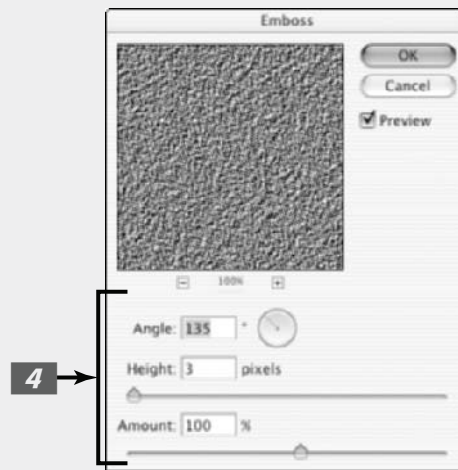 Emboss
OK
Cancel
Preview
100%
Angle: 135 °
4
Height: 3 pixels
Amount: 100 %